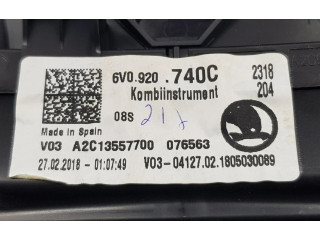 6V0.920 .740C 2318
Kombiinstrument 204
08S
Made in Spain
V03 A2C13557700 076563
27.02.2018 - 01:07:49 V03-04127.02.1805030089